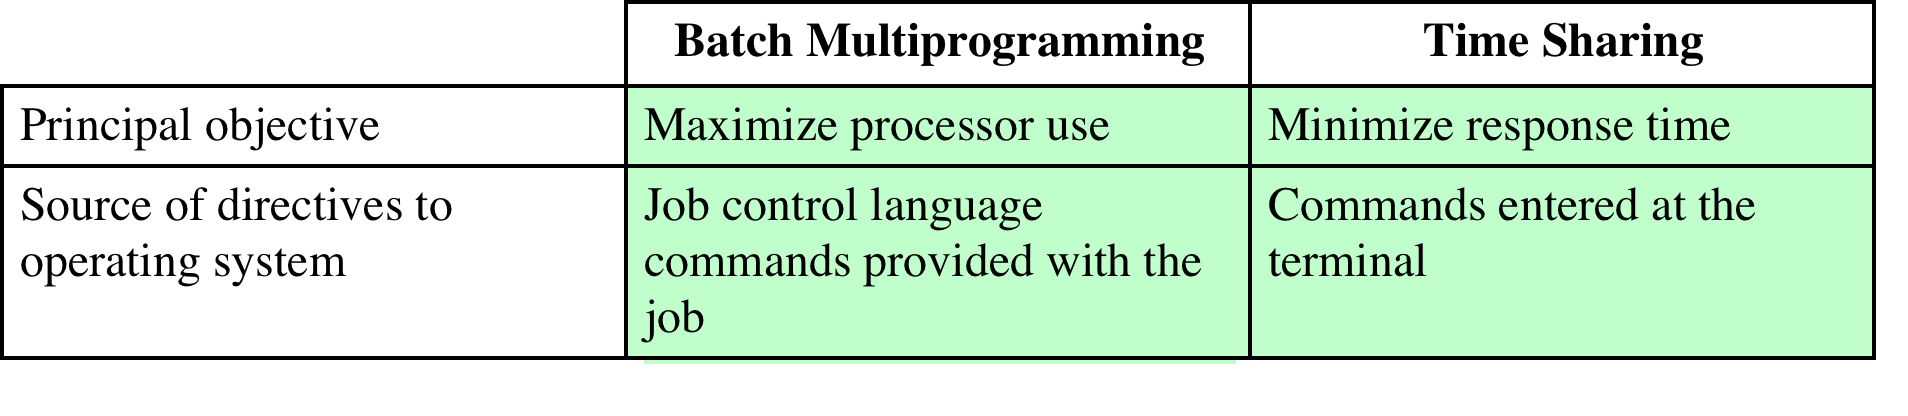 Batch Multiprogramming Time Sharing
Principal objective Maximize processor use Minimize response time
Source of directives to operating system Job control language commands provided with the job Commands entered at the terminal